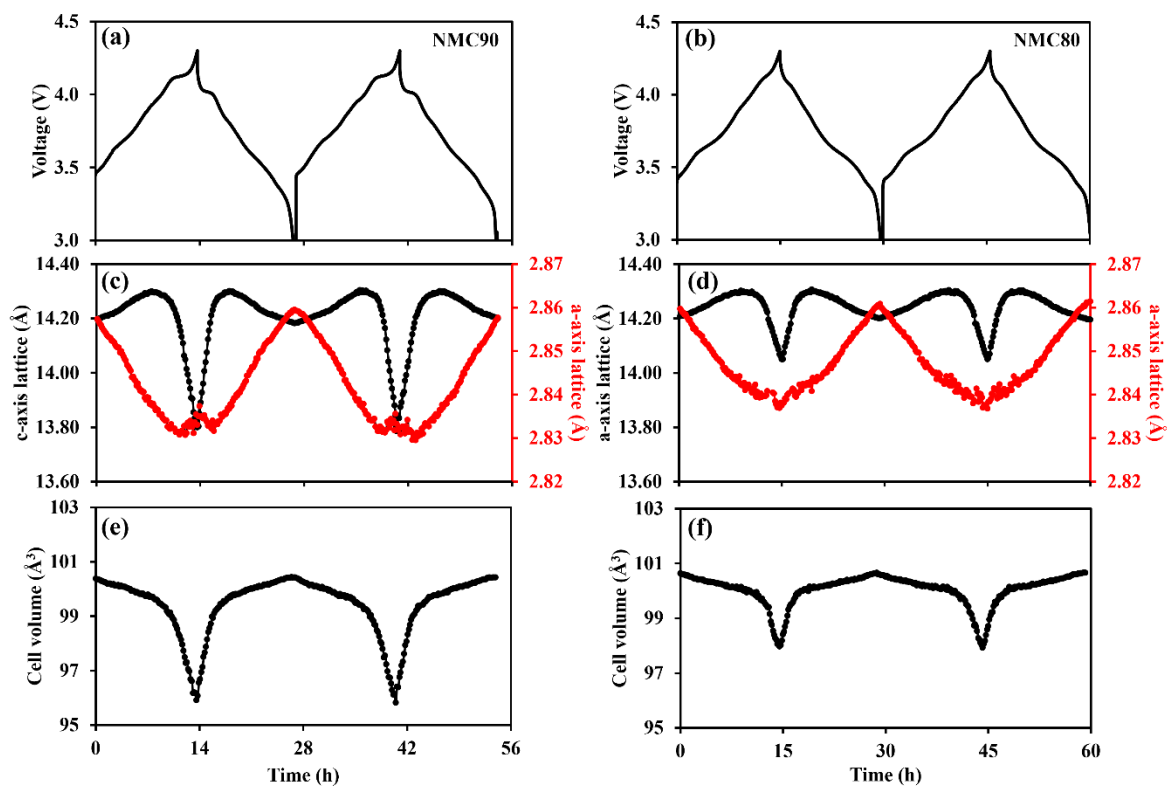 (a)
NMC90
4.5
4.0
3.5
3.0
Voltage (V)
(b)
NMC80
4.5
4.0
3.5
3.0
Voltage (V)
(c)
14.40
14.20
14.00
13.80
13.60
c-axis lattice (Å)
2.87
2.86
2.85
2.84
2.83
2.82
a-axis lattice (Å)
(d)
14.40
14.20
14.00
13.80
13.60
a-axis lattice (Å)
2.87
2.86
2.85
2.84
2.83
2.82
a-axis lattice (Å)
(e)
103
101
99
97
95
Cell volume (Å³)
0 14 28 42 56
Time (h)
(f)
103
101
99
97
95
Cell volume (Å³)
0 15 30 45 60
Time (h)